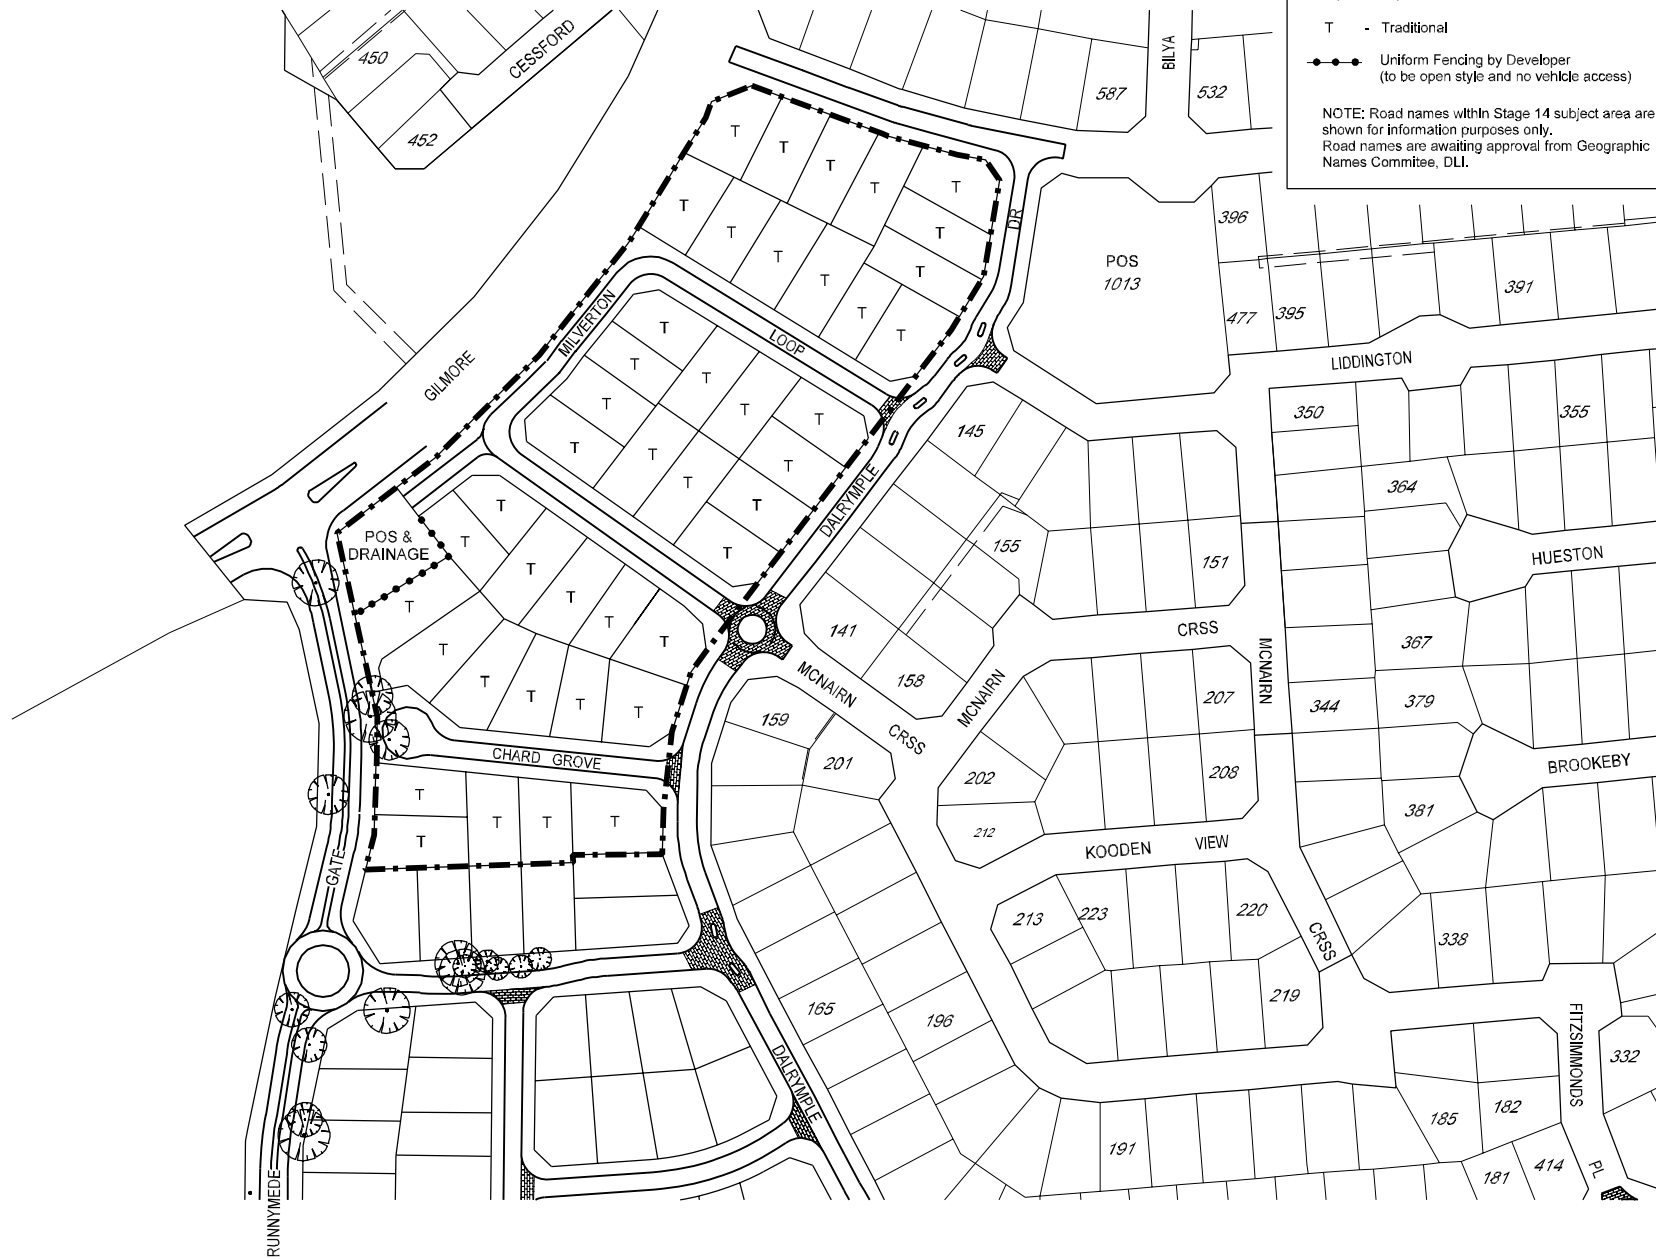 T - Traditional
Uniform Fencing by Developer
(to be open style and no vehicle access)
NOTE: Road names within Stage 14 subject area are
shown for information purposes only.
Road names are awaiting approval from Geographic
Names Commitee, DLI.
450
CESSFORD
452
BILYA
587
532
T
T
T
T
T
T
T
T
T
T
T
T
T
T
DR
POS
1013
396
477
395
391
LIDDINGTON
GILMORE
MILVERTON
LOOP
T
T
T
T
T
T
T
T
T
T
T
T
T
DALRYMPLE
145
155
151
141
158
350
355
364
HUESTON
367
379
344
BROOKEBY
381
338
POS &
DRAINAGE
T
T
T
T
T
T
T
T
T
T
T
T
T
CHARD GROVE
T
T
T
T
T
GATE
MCNAIRN
CRSS
MCNAIRN
CRSS
MCNAIRN
CRSS
159
201
202
212
207
208
KOODEN VIEW
213
223
220
219
165
196
DALRYMPLE
191
185
182
181
414
332
FITZSIMMONDS
PL
RUNNYMEDE